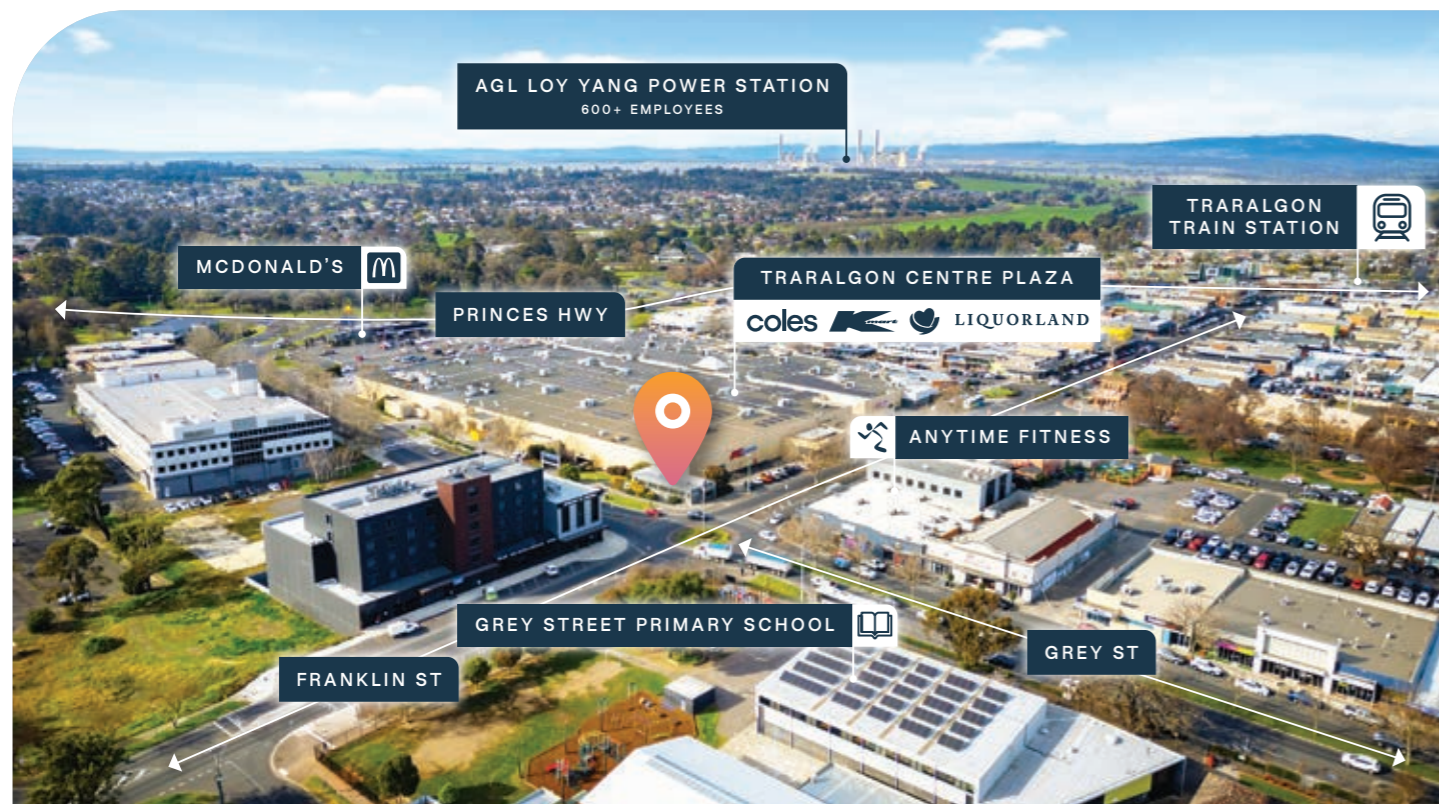 AGL LOY YANG POWER STATION
600+ EMPLOYEES
TRARALGON
TRAIN STATION
MCDONALD'S
TRARALGON CENTRE PLAZA
PRINCES HWY
coles Kmart LIQUORLAND
ANYTIME FITNESS
GREY STREET PRIMARY SCHOOL
GREY ST
FRANKLIN ST